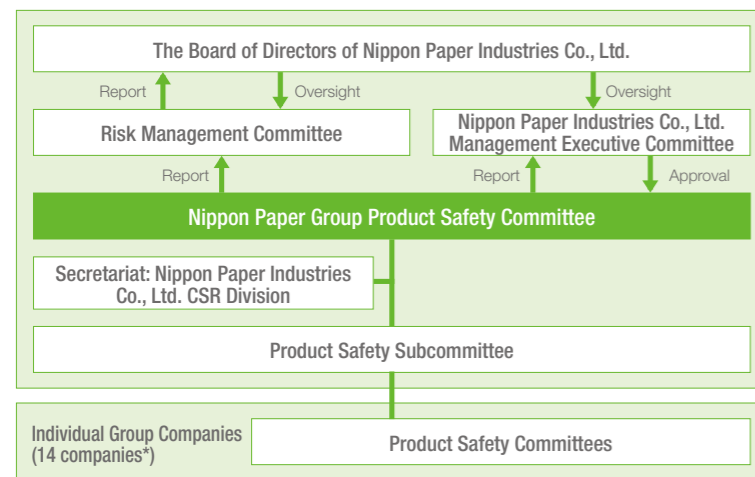 The Board of Directors of Nippon Paper Industries Co., Ltd.
Report
Oversight
Oversight
Risk Management Committee
Nippon Paper Industries Co., Ltd.
Management Executive Committee
Report
Report
Approval
Nippon Paper Group Product Safety Committee
Secretariat: Nippon Paper Industries
Co., Ltd. CSR Division
Product Safety Subcommittee
Individual Group Companies
(14 companies*)
Product Safety Committees